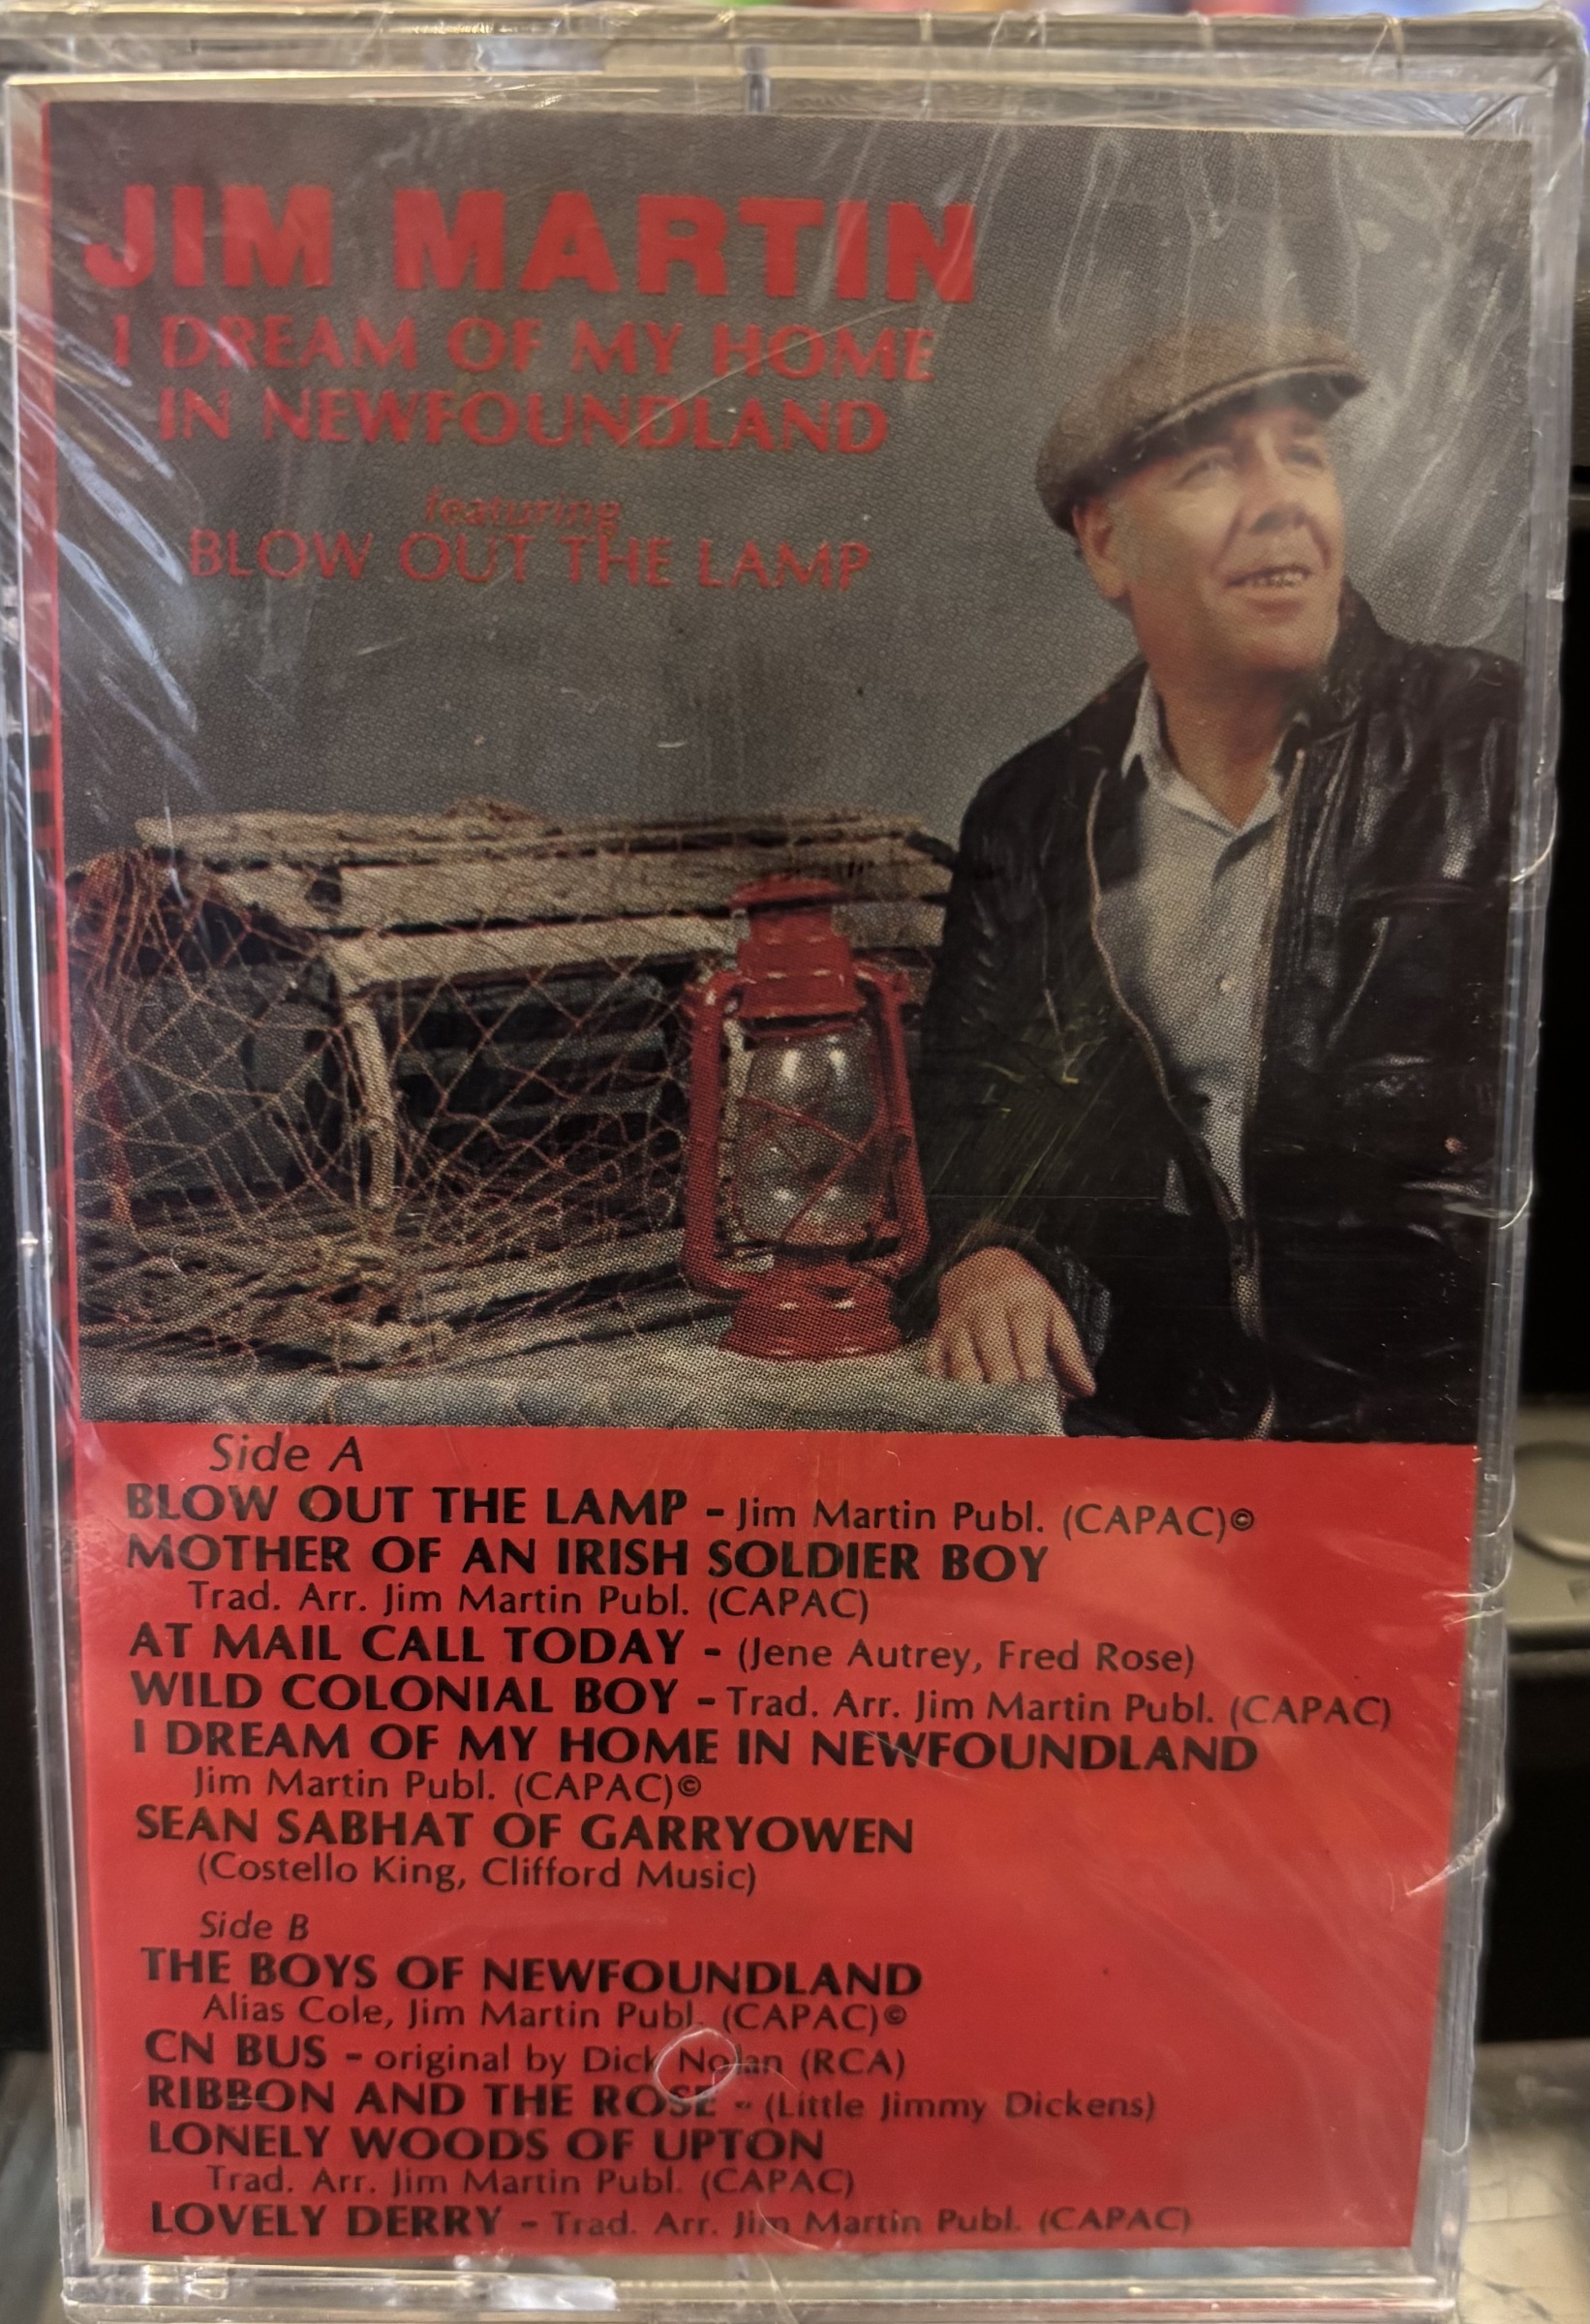 JIM MARTIN
I DREAM OF MY HOME
IN NEWFOUNDLAND
featuring
BLOW OUT THE LAMP
Side A
BLOW OUT THE LAMP - Jim Martin Publ. (CAPAC)©
MOTHER OF AN IRISH SOLDIER BOY
Trad. Arr. Jim Martin Publ. (CAPAC)
AT MAIL CALL TODAY - (Jene Autrey, Fred Rose)
WILD COLONIAL BOY - Trad. Arr. Jim Martin Publ. (CAPAC)
I DREAM OF MY HOME IN NEWFOUNDLAND
Jim Martin Publ. (CAPAC)©
SEAN SABHAT OF GARRYOWEN
(Costello King, Clifford Music)
Side B
THE BOYS OF NEWFOUNDLAND
Alias Cole, Jim Martin Publ. (CAPAC)©
CN BUS - original by Dick Nolan (RCA)
RIBBON AND THE ROSE - (Little Jimmy Dickens)
LONELY WOODS OF UPTON
Trad. Arr. Jim Martin Publ. (CAPAC)
LOVELY DERRY - Trad. Arr. Jim Martin Publ. (CAPAC)